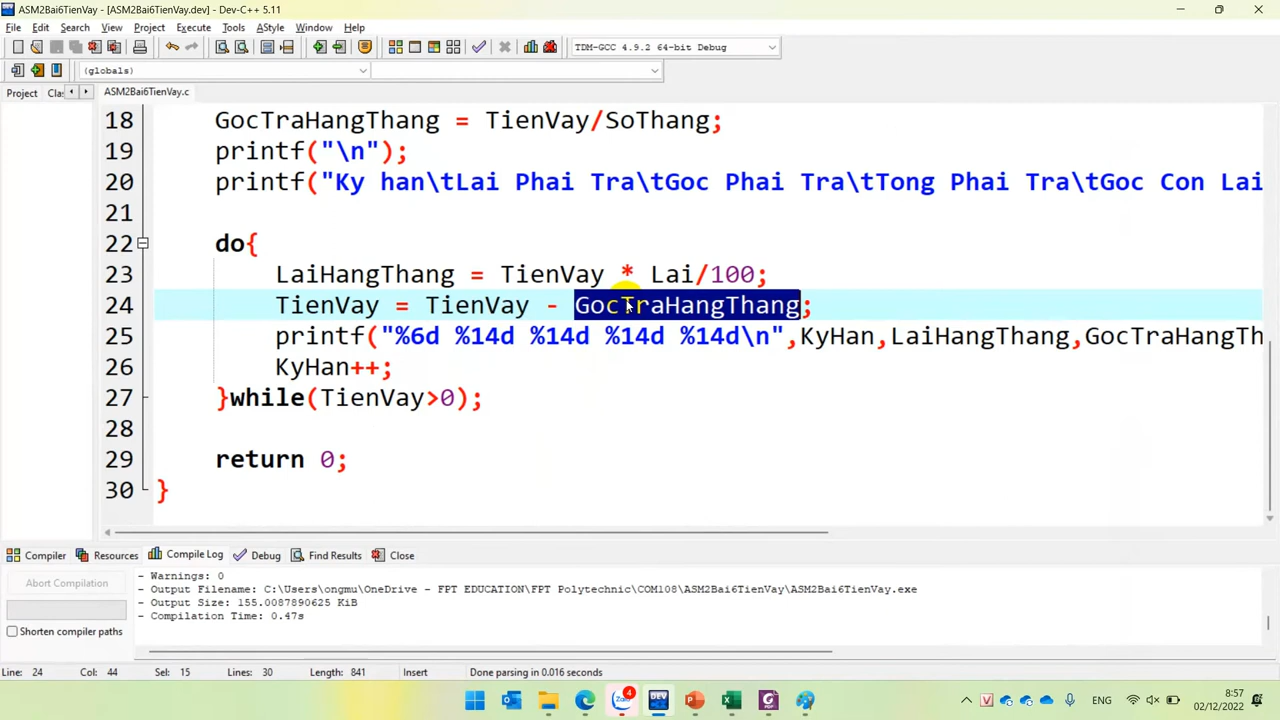 ASM2Bai6TienVay - [ASM2Bai6TienVay.dev] - Dev-C++ 5.11
File Edit Search View Project Execute Tools AStyle Window Help
TDM-GCC 4.9.2 64-bit Debug
(globals)
Project Cla: ASM2Bai6TienVay.c
18 GocTraHangThang = TienVay/SoThang;
19 printf("\n");
20 printf("Ky han\tLai Phai Tra\tGoc Phai Tra\tTong Phai Tra\tGoc Con Lai
21
22 do{
23 LaiHangThang = TienVay * Lai/100;
24 TienVay = TienVay - GocTraHangThang;
25 printf("%6d %14d %14d %14d %14d\n",KyHan,LaiHangThang,GocTraHangTh
26 KyHan++;
27 }while(TienVay>0);
28
29 return 0;
30 }
Compiler Resources Compile Log Debug Find Results Close
Abort Compilation
Shorten compiler paths
- Warnings: 0
- Output Filename: C:\Users\ongmu\OneDrive - FPT EDUCATION\FPT Polytechnic\COM108\ASM2Bai6TienVay\ASM2Bai6TienVay.exe
- Output Size: 155.0087890625 KiB
- Compilation Time: 0.47s
Line: 24 Col: 44 Sel: 15 Lines: 30 Length: 841 Insert Done parsing in 0.016 seconds
Zalo 4 DEV ENG 8:57
02/12/2022